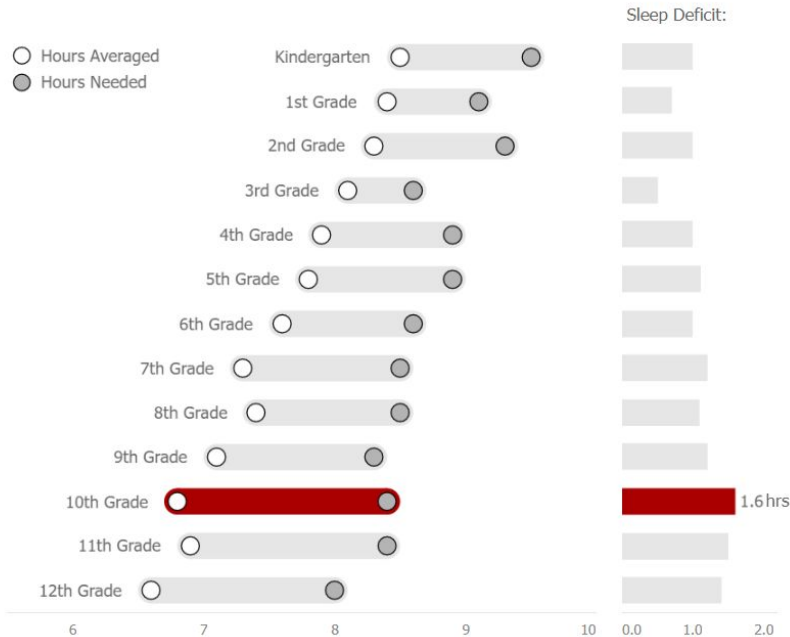 Sleep Deficit:
Hours Averaged
Hours Needed
Kindergarten
1st Grade
2nd Grade
3rd Grade
4th Grade
5th Grade
6th Grade
7th Grade
8th Grade
9th Grade
10th Grade
1.6 hrs
11th Grade
12th Grade
6 7 8 9 10
0.0 1.0 2.0